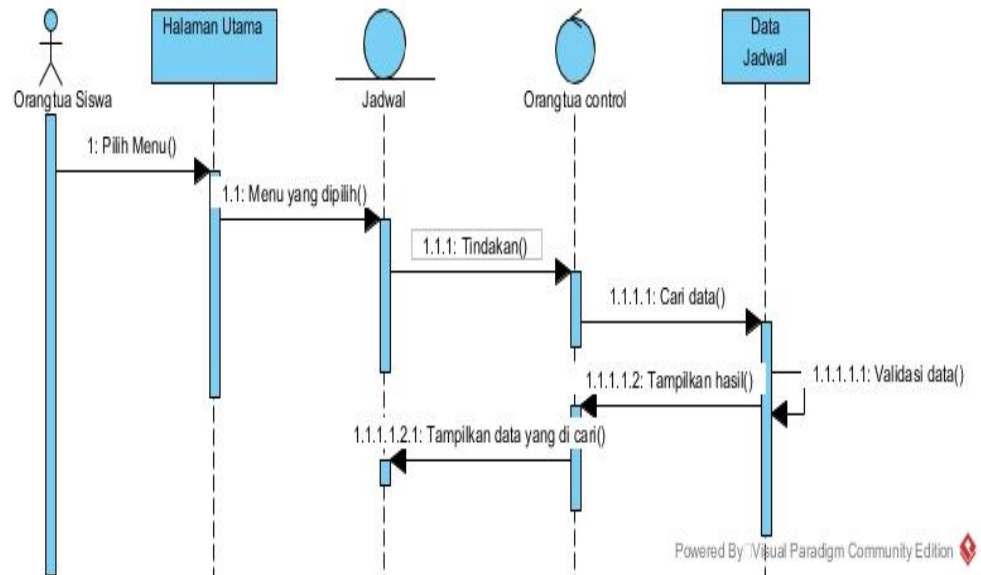 Halaman Utama
Data
Jadwal
Orangtua Siswa
Jadwal
Orangtua control
1: Pilih Menu()
1.1: Menu yang dipilih()
1.1.1: Tindakan()
1.1.1.1: Cari data()
1.1.1.1.1: Validasi data()
1.1.1.1.2: Tampilkan hasil()
1.1.1.1.2.1: Tampilkan data yang di cari()
Powered By Visual Paradigm Community Edition